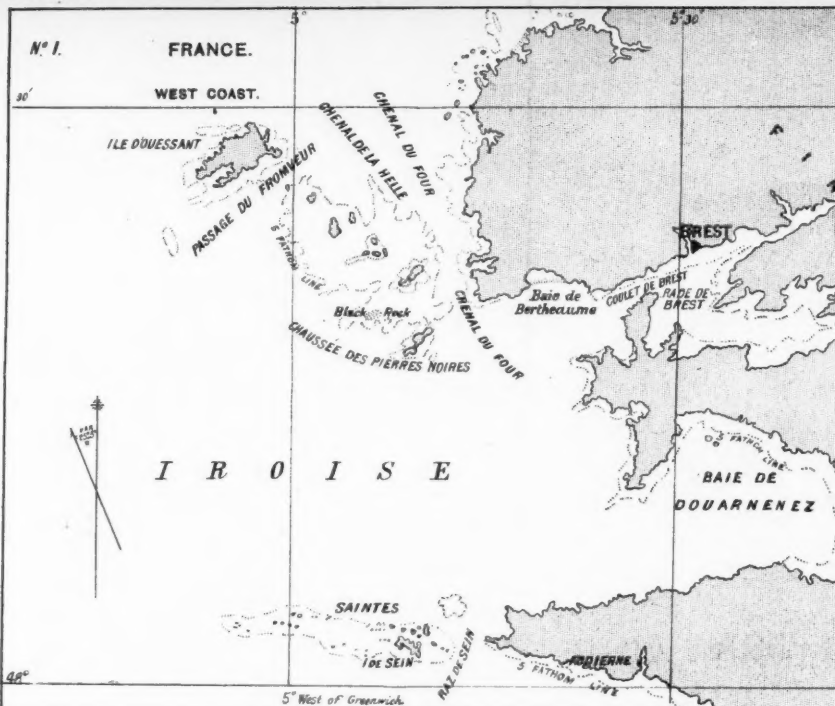 5°
5° 30'
No. 1.
FRANCE.
WEST COAST.
30'
ILE D'OUESSANT
PASSAGE DU FROMVEUR
CHENAL DE LA HELLE
CHENAL DU FOUR
5 FATHOM LINE
BREST
GOULET DE BREST
RADE DE BREST
Baie de
Bertheaume
Black Rock
CHENAL DU FOUR
CHAUSSÉE DES PIERRES NOIRES
5 FATHOM LINE
BAIE DE
DOUARNENEZ
IROISE
SAINTES
I DE SEIN
RAZ DE SEIN
5 FATHOM LINE
48°
5° West of Greenwich